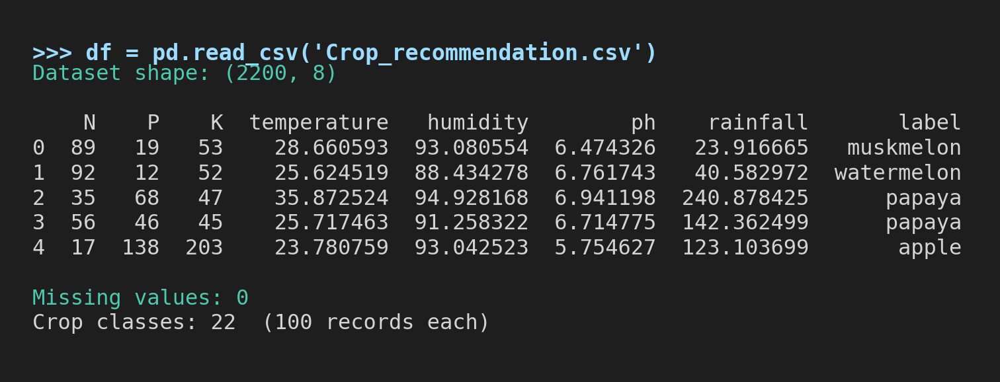 >>> df = pd.read_csv('Crop_recommendation.csv')
Dataset shape: (2200, 8)
    N    P    K  temperature   humidity        ph    rainfall       label
0  89   19   53    28.660593  93.080554  6.474326   23.916665   muskmelon
1  92   12   52    25.624519  88.434278  6.761743   40.582972  watermelon
2  35   68   47    35.872524  94.928168  6.941198  240.878425      papaya
3  56   46   45    25.717463  91.258322  6.714775  142.362499      papaya
4  17  138  203    23.780759  93.042523  5.754627  123.103699       apple
Missing values: 0
Crop classes: 22  (100 records each)